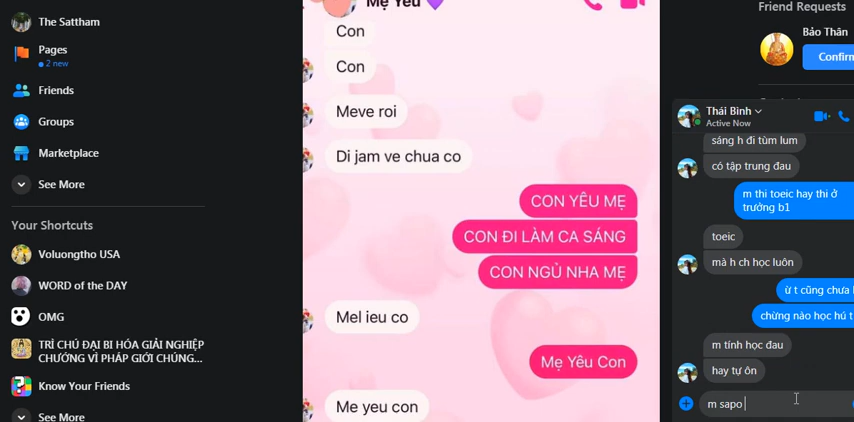 The Sattham
Pages
2 new
Friends
Groups
Marketplace
See More
Your Shortcuts
Voluongtho USA
WORD of the DAY
OMG
TRÌ CHÚ ĐẠI BI HÓA GIẢI NGHIỆP
CHƯỚNG VÌ PHÁP GIỚI CHÚNG...
Know Your Friends
See More
Mẹ Yêu
Con
Con
Meve roi
Di jam ve chua co
CON YÊU MẸ
CON ĐI LÀM CA SÁNG
CON NGỦ NHA MẸ
Mel ieu co
Mẹ Yêu Con
Me yeu con
Friend Requests
Bảo Thân
Confirm
Thái Bình
Active Now
sáng h đi tùm lum
có tập trung đau
m thi toeic hay thi ở
trường b1
toeic
mà h ch học luôn
ừ t cũng chưa
chừng nào học hú t
m tính học đau
hay tự ôn
m sapo